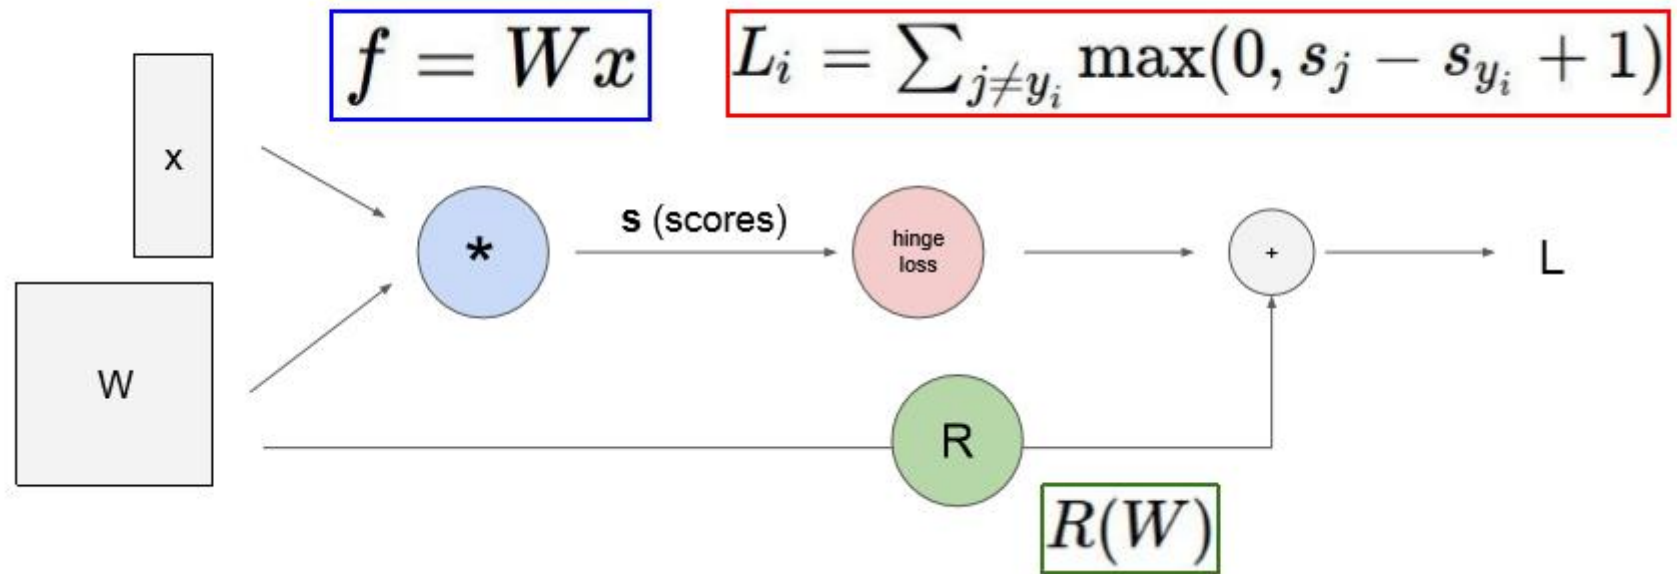 f = Wx
L_i = ∑_{j≠y_i} max(0, s_j − s_{y_i} + 1)
x
*
s (scores)
hinge
loss
+
L
W
R
R(W)